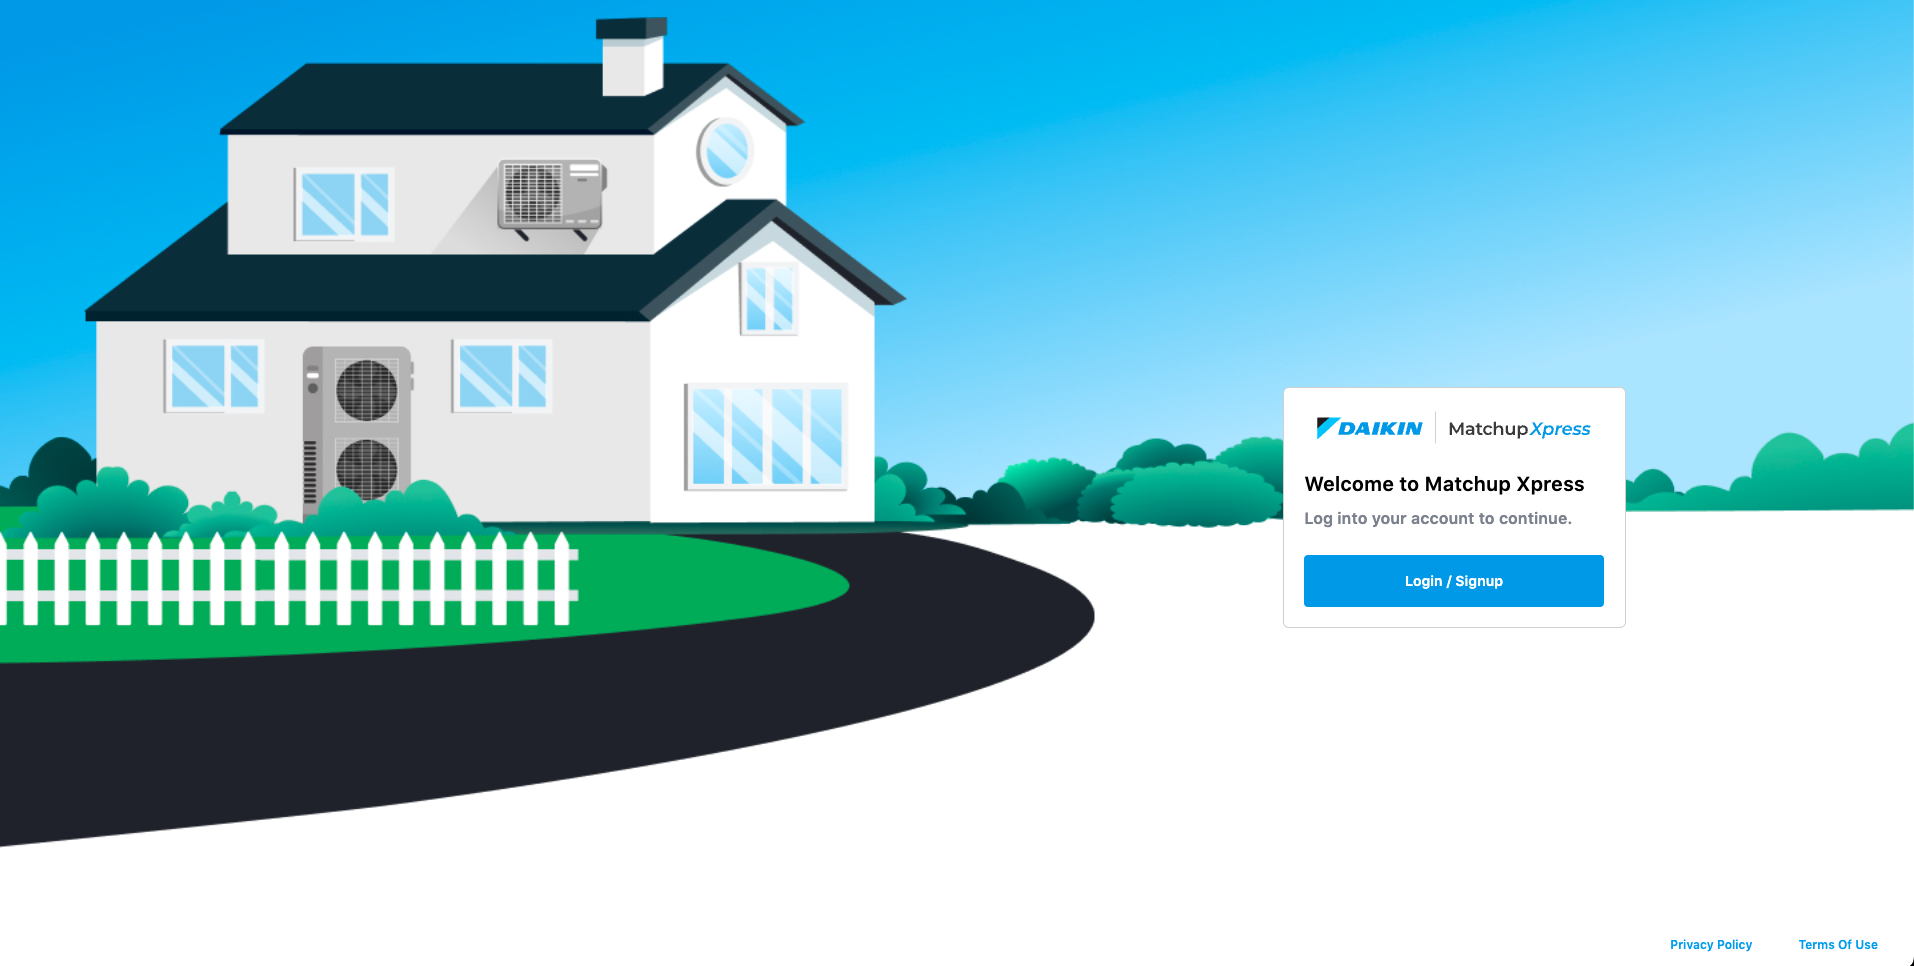 DAIKIN | MatchupXpress
Welcome to Matchup Xpress
Log into your account to continue.
Login / Signup
Privacy Policy Terms Of Use